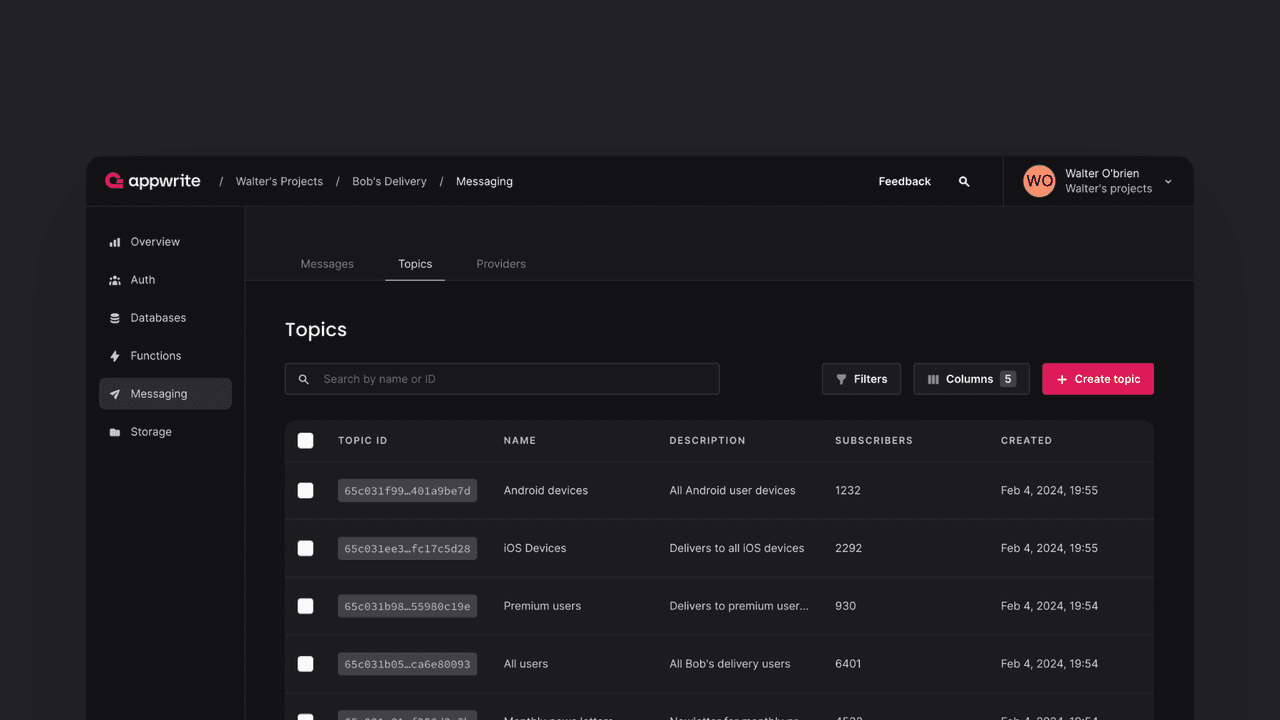 appwrite / Walter's Projects / Bob's Delivery / Messaging Feedback WO Walter O'brien
Walter's projects
Overview
Auth
Databases
Functions
Messaging
Storage
Messages Topics Providers
Topics
Search by name or ID Filters Columns 5 + Create topic
TOPIC ID NAME DESCRIPTION SUBSCRIBERS CREATED
65c031f99…401a9be7d Android devices All Android user devices 1232 Feb 4, 2024, 19:55
65c031ee3…fc17c5d28 iOS Devices Delivers to all iOS devices 2292 Feb 4, 2024, 19:55
65c031b98…55980c19e Premium users Delivers to premium user... 930 Feb 4, 2024, 19:54
65c031b05…ca6e80093 All users All Bob's delivery users 6401 Feb 4, 2024, 19:54